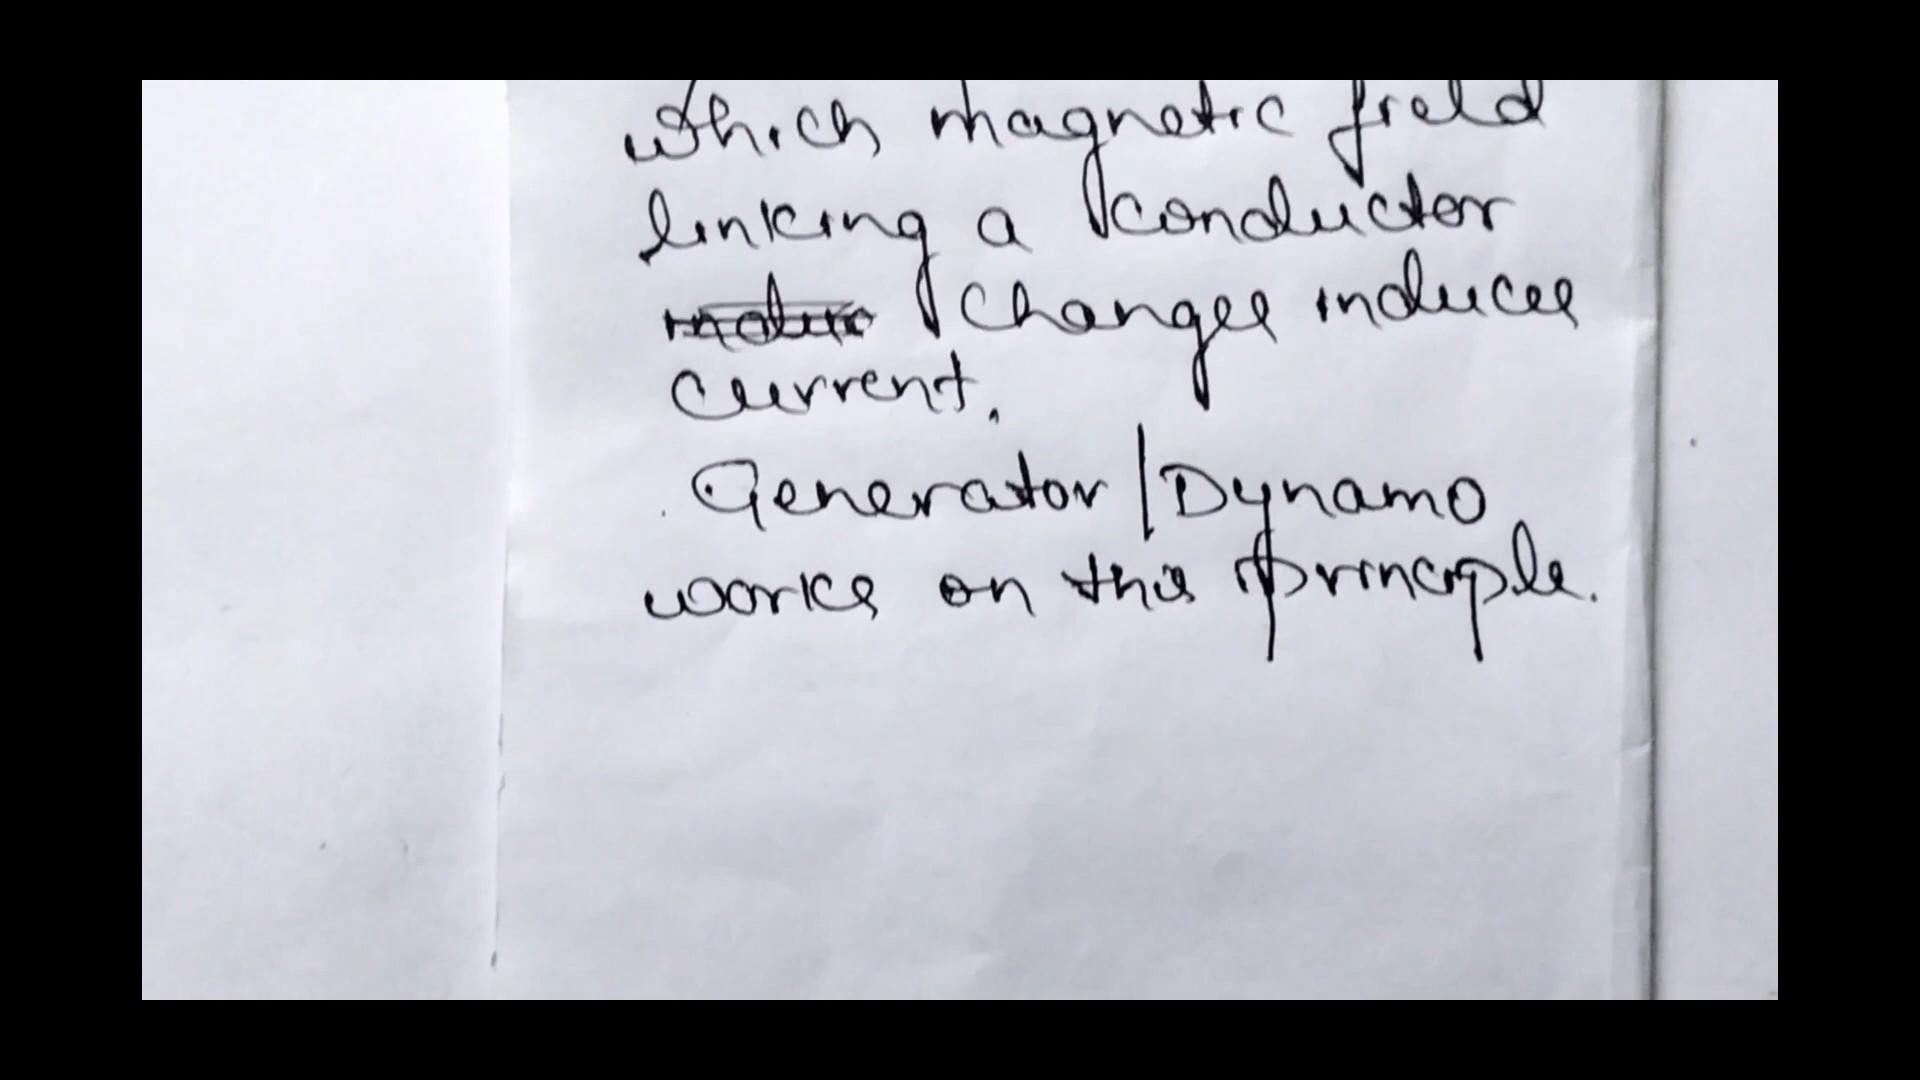 which magnetic field
linking a conductor
changes induces
current.
Generator/Dynamo
works on this principle.